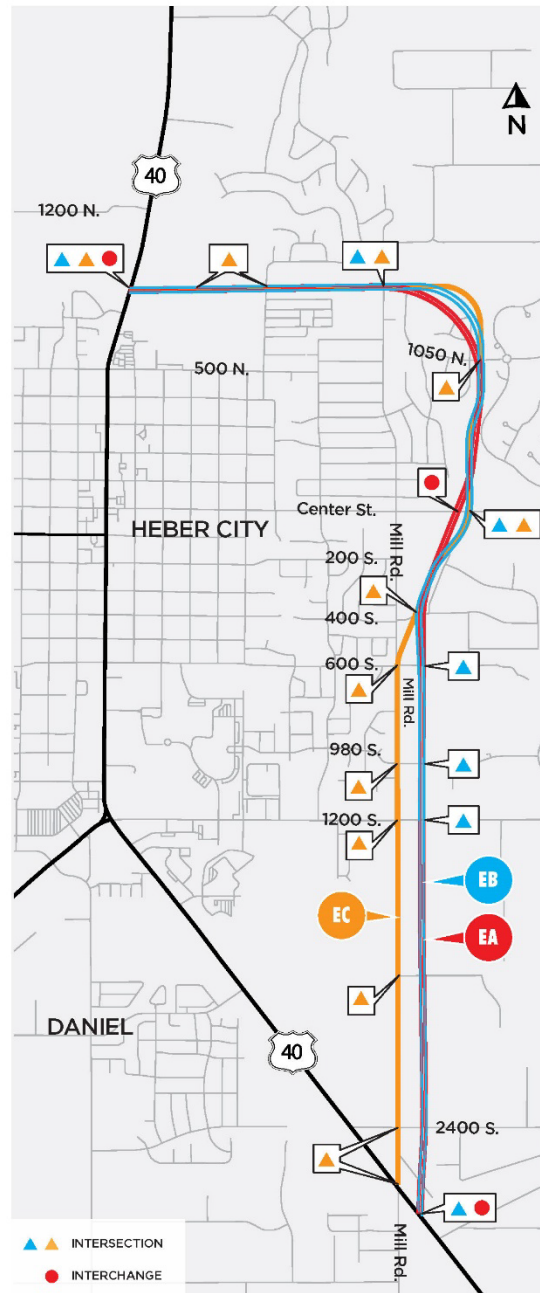 N
40
1200 N.
1050 N.
500 N.
Center St.
HEBER CITY
Mill Rd.
200 S.
400 S.
600 S.
Mill Rd.
980 S.
1200 S.
EB
EC
EA
DANIEL
40
2400 S.
Mill Rd.
INTERSECTION
INTERCHANGE